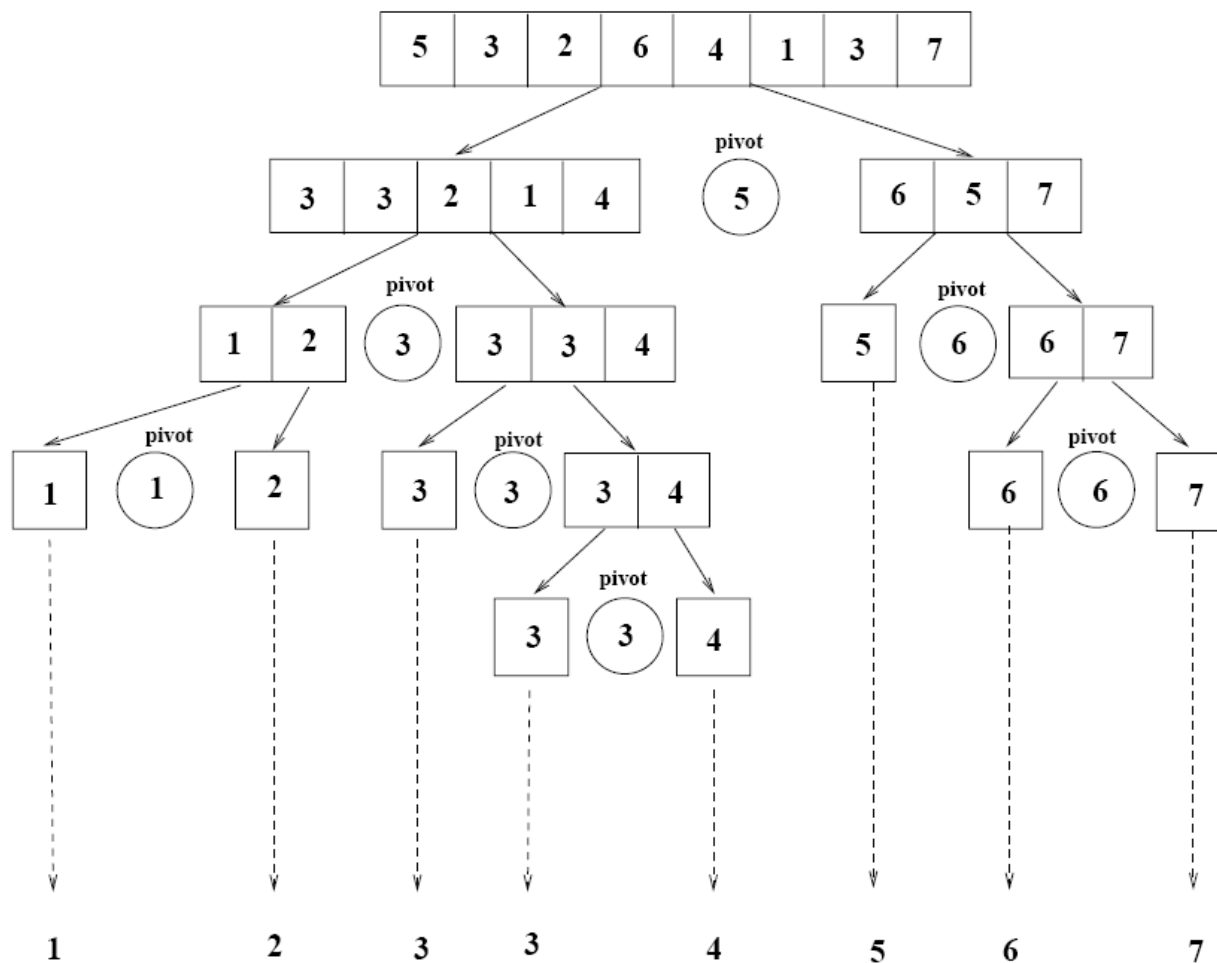 5 3 2 6 4 1 3 7
pivot
3 3 2 1 4 5 6 5 7
pivot pivot
1 2 3 3 3 4 5 6 6 7
pivot pivot pivot
1 1 2 3 3 3 4 6 6 7
pivot
3 3 4
1 2 3 3 4 5 6 7